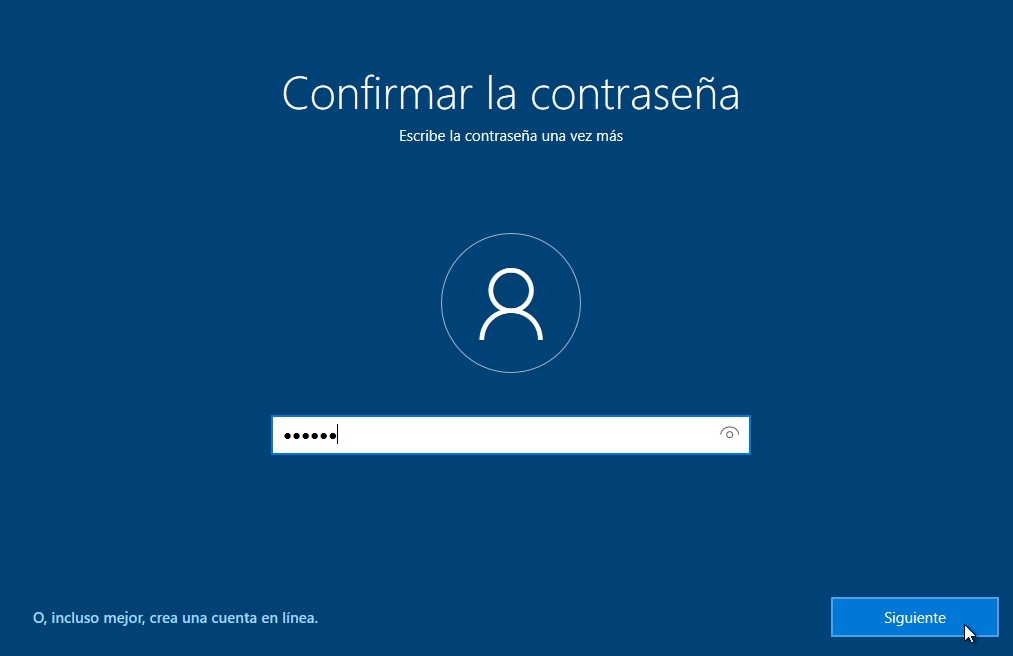 Confirmar la contraseña
Escribe la contraseña una vez más
••••••
O, incluso mejor, crea una cuenta en línea.
Siguiente